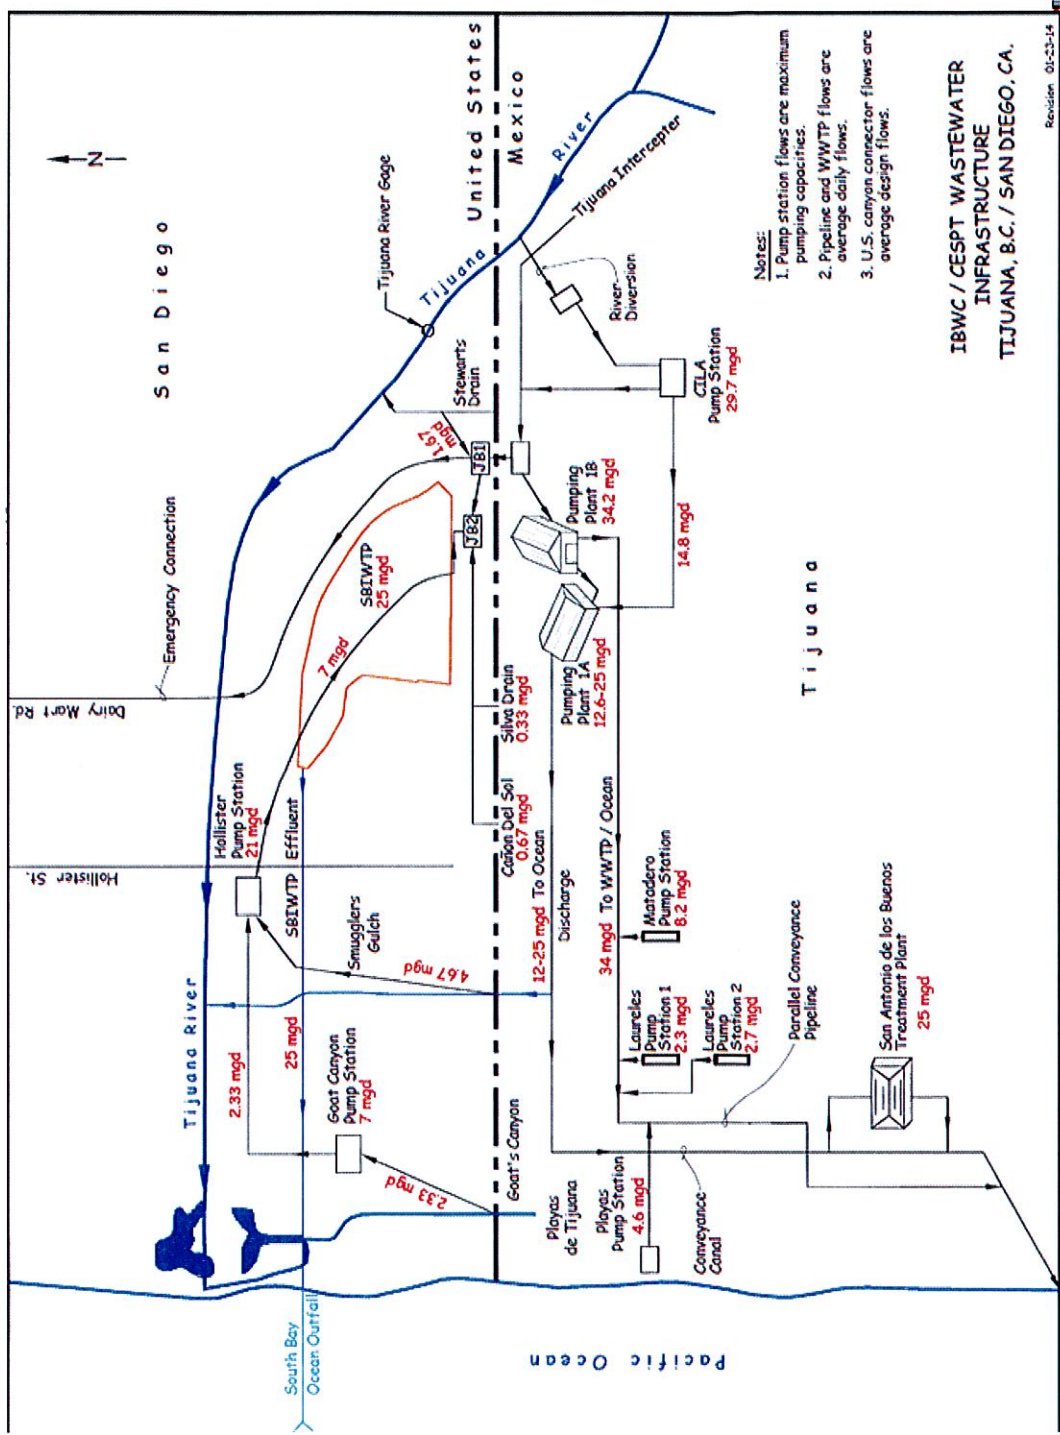 San Diego
N
Tijuana River Gage
United States
Mexico
Tijuana
River
Tijuana Intercepter
Stewarts
Drain
1.67
mgd
JB1
JB2
River
Diversion
CILA
Pump Station
29.7 mgd
14.8 mgd
Pumping
Plant 1B
34.2 mgd
Pumping
Plant 1A
12.6-25 mgd
Emergency Connection
Dairy Mart Rd.
SBIWTP
25 mgd
7 mgd
Silva Drain
0.33 mgd
Cañon Del Sol
0.67 mgd
Hollister
Pump Station
21 mgd
Hollister St.
SBIWTP Effluent
25 mgd
Smugglers
Gulch
4.67 mgd
12-25 mgd To Ocean
Discharge
34 mgd To WWTP / Ocean
Matadero
Pump Station
8.2 mgd
Laureles
Pump
Station 1
2.3 mgd
Laureles
Pump
Station 2
2.7 mgd
Parallel Conveyance
Pipeline
San Antonio de los Buenos
Treatment Plant
25 mgd
Tijuana River
2.33 mgd
Goat Canyon
Pump Station
7 mgd
2.33 mgd
Goat's Canyon
Playas
de Tijuana
Playas
Pump Station
4.6 mgd
Conveyance
Canal
South Bay
Ocean Outfall
Pacific Ocean
Tijuana
Notes:
1. Pump station flows are maximum
pumping capacities.
2. Pipeline and WWTP flows are
average daily flows.
3. U.S. canyon connector flows are
average design flows.
IBWC / CESPT WASTEWATER
INFRASTRUCTURE
TIJUANA, B.C. / SAN DIEGO, CA.
Revision 01-23-14